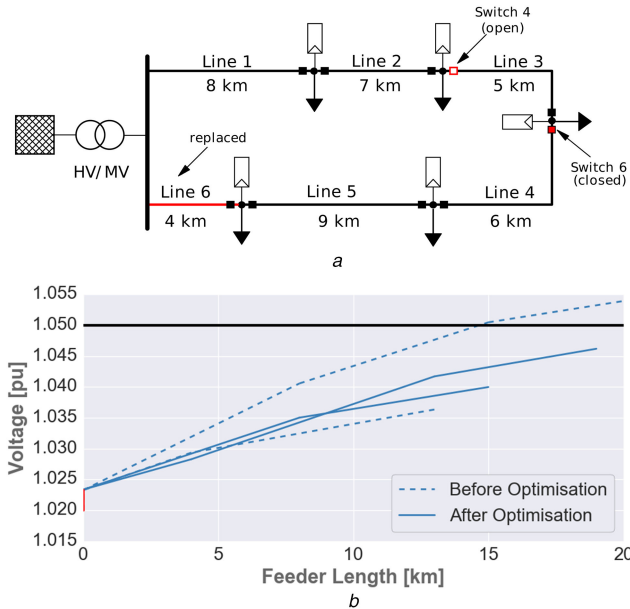 Switch 4
(open)
Line 1
Line 2
Line 3
8 km
7 km
5 km
replaced
HV/ MV
Switch 6
(closed)
Line 6
Line 5
Line 4
4 km
9 km
6 km
a
1.055
1.050
1.045
1.040
1.035
1.030
1.025
1.020
1.015
Voltage [pu]
Before Optimisation
After Optimisation
0
5
10
15
20
Feeder Length [km]
b